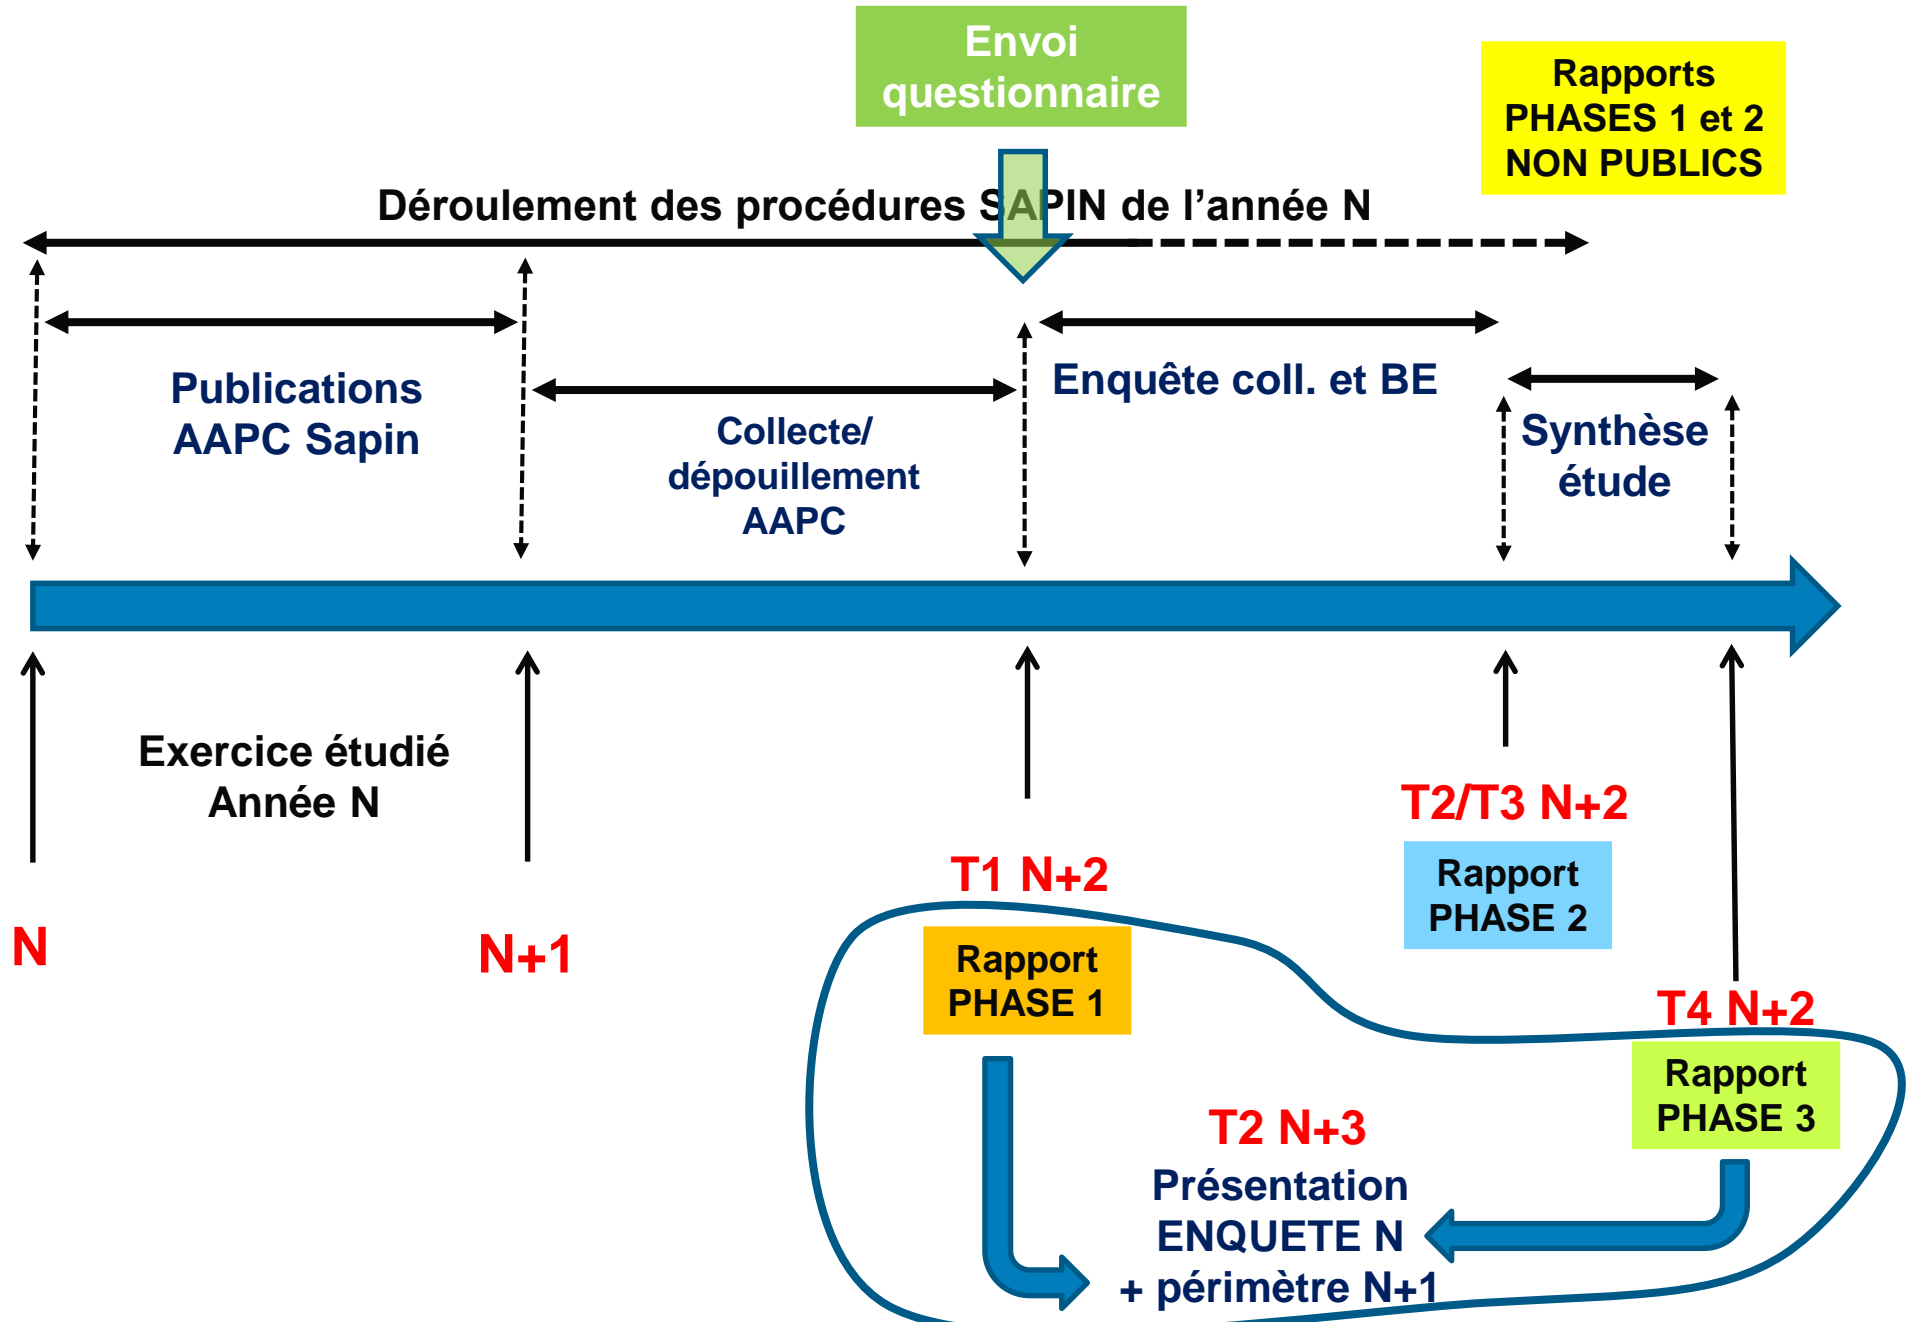 Envoi
questionnaire
Rapports
PHASES 1 et 2
NON PUBLICS
Déroulement des procédures SAPIN de l’année N
Publications
AAPC Sapin
Collecte/
dépouillement
AAPC
Enquête coll. et BE
Synthèse
étude
Exercice étudié
Année N
N
N+1
T1 N+2
Rapport
PHASE 1
T2/T3 N+2
Rapport
PHASE 2
T4 N+2
Rapport
PHASE 3
T2 N+3
Présentation
ENQUETE N
+ périmètre N+1